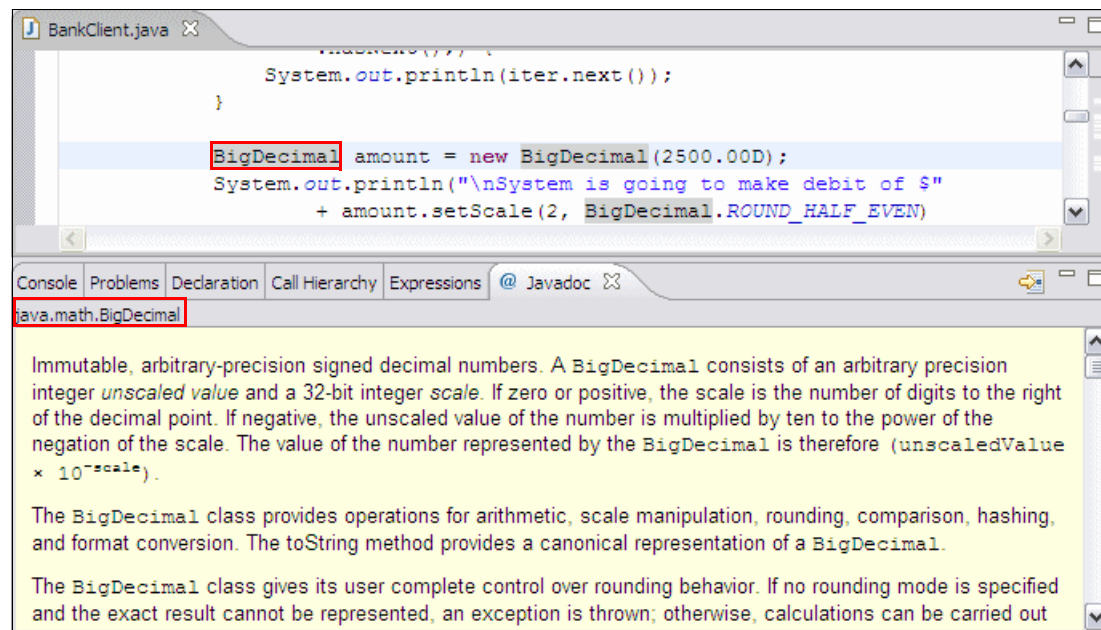 BankClient.java
System.out.println(iter.next());
}
BigDecimal amount = new BigDecimal(2500.00D);
System.out.println("\nSystem is going to make debit of $"
+ amount.setScale(2, BigDecimal.ROUND_HALF_EVEN)
Console Problems Declaration Call Hierarchy Expressions @ Javadoc
java.math.BigDecimal
Immutable, arbitrary-precision signed decimal numbers. A BigDecimal consists of an arbitrary precision
integer unscaled value and a 32-bit integer scale. If zero or positive, the scale is the number of digits to the right
of the decimal point. If negative, the unscaled value of the number is multiplied by ten to the power of the
negation of the scale. The value of the number represented by the BigDecimal is therefore (unscaledValue
× 10^-scale).
The BigDecimal class provides operations for arithmetic, scale manipulation, rounding, comparison, hashing,
and format conversion. The toString method provides a canonical representation of a BigDecimal.
The BigDecimal class gives its user complete control over rounding behavior. If no rounding mode is specified
and the exact result cannot be represented, an exception is thrown; otherwise, calculations can be carried out